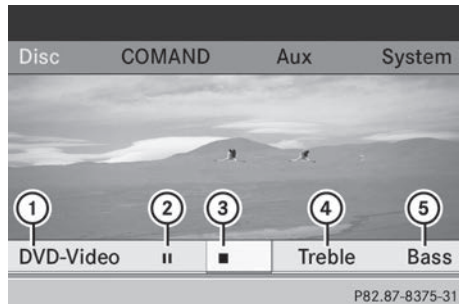 Disc COMAND Aux System
1 2 3 4 5
DVD-Video Treble Bass
P82.87-8375-31